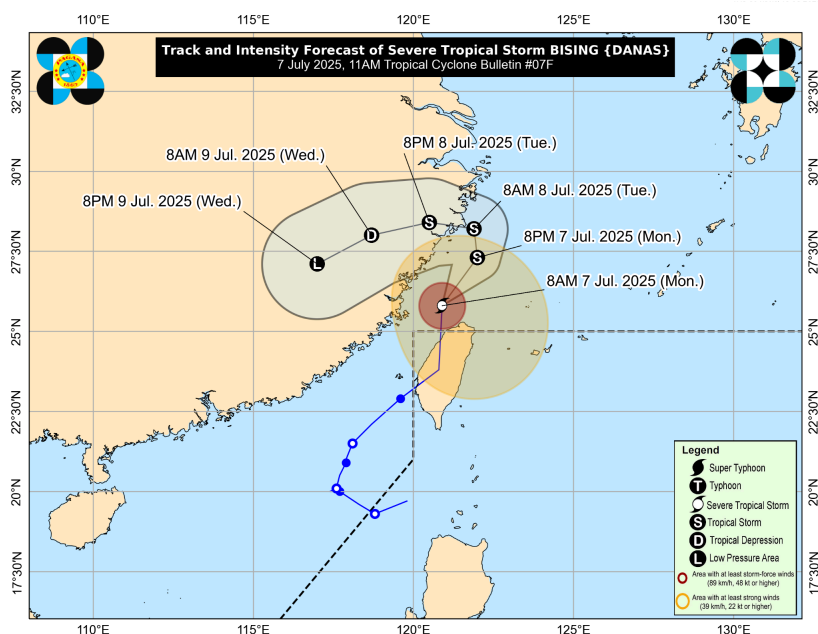 Track and Intensity Forecast of Severe Tropical Storm BISING {DANAS}
7 July 2025, 11AM Tropical Cyclone Bulletin #07F
110°E
115°E
120°E
125°E
130°E
32°30'N
30°N
27°30'N
25°N
22°30'N
20°N
17°30'N
32°30'N
30°N
27°30'N
25°N
22°30'N
20°N
17°30'N
8PM 8 Jul. 2025 (Tue.)
8AM 9 Jul. 2025 (Wed.)
8AM 8 Jul. 2025 (Tue.)
8PM 9 Jul. 2025 (Wed.)
8PM 7 Jul. 2025 (Mon.)
8AM 7 Jul. 2025 (Mon.)
S
S
D
S
L
Legend
Super Typhoon
T Typhoon
Severe Tropical Storm
S Tropical Storm
D Tropical Depression
L Low Pressure Area
Area with at least storm-force winds
(89 km/h, 48 kt or higher)
Area with at least strong winds
(39 km/h, 22 kt or higher)
110°E
115°E
120°E
125°E
130°E